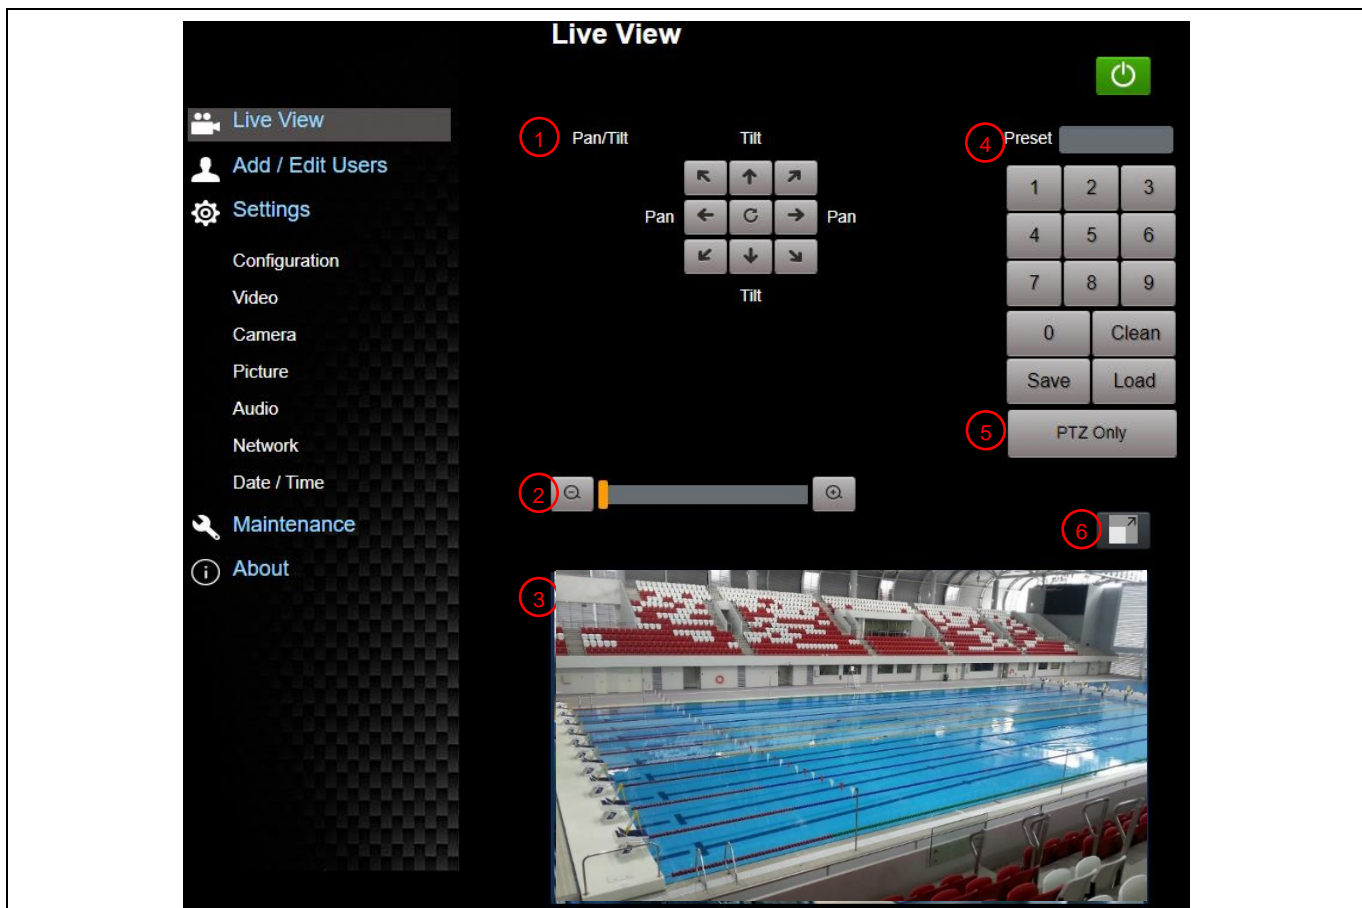 Live View
Live View
Add / Edit Users
Settings
Configuration
Video
Camera
Picture
Audio
Network
Date / Time
Maintenance
About
1 Pan/Tilt Tilt
Pan Pan
Tilt
2
3
4 Preset
1 2 3
4 5 6
7 8 9
0 Clean
Save Load
5 PTZ Only
6